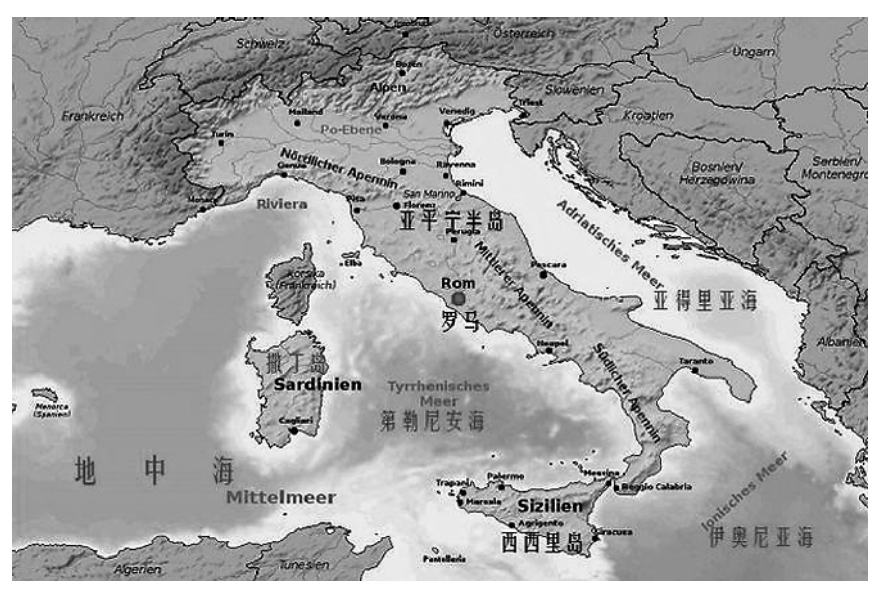 Schweiz
Österreich
Ungarn
Bozen
Alpen
Slowenien
Frankreich
Mailand
Verona
Venedig
Triest
Kroatien
Turin
Po-Ebene
Nördlicher Apennin
Bologna
Ravenna
Bosnien/
Herzegowina
Serbien/
Montenegro
Genua
Rimini
San Marino
Riviera
Pisa
Florenz
亚平宁半岛
Perugia
Adriatisches Meer
Mittlerer Apennin
Elba
Pescara
Korsika
(Frankreich)
Rom
罗马
亚得里亚海
Albanien
Neapel
Südlicher Apennin
Taranto
撒丁岛
Sardinien
Tyrrhenisches
Meer
第勒尼安海
Menorca
(Spanien)
Cagliari
地中海
Mittelmeer
Messina
Reggio Calabria
Trapani
Palermo
Marsala
Sizilien
Agrigento
Siracusa
西西里岛
Ionisches Meer
伊奥尼亚海
Pantelleria
Algerien
Tunesien